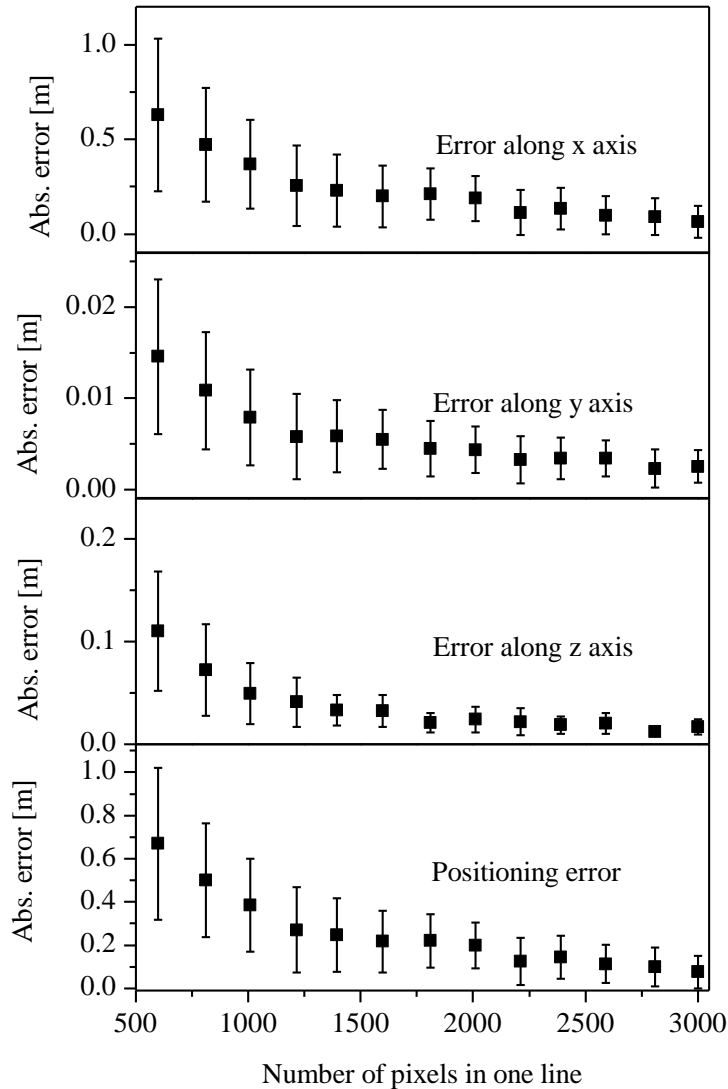 1.0
0.5
0.0
Abs. error [m]
Error along x axis
0.02
0.01
0.00
Abs. error [m]
Error along y axis
0.2
0.1
0.0
Abs. error [m]
Error along z axis
1.0
0.8
0.6
0.4
0.2
0.0
Abs. error [m]
Positioning error
500 1000 1500 2000 2500 3000
Number of pixels in one line